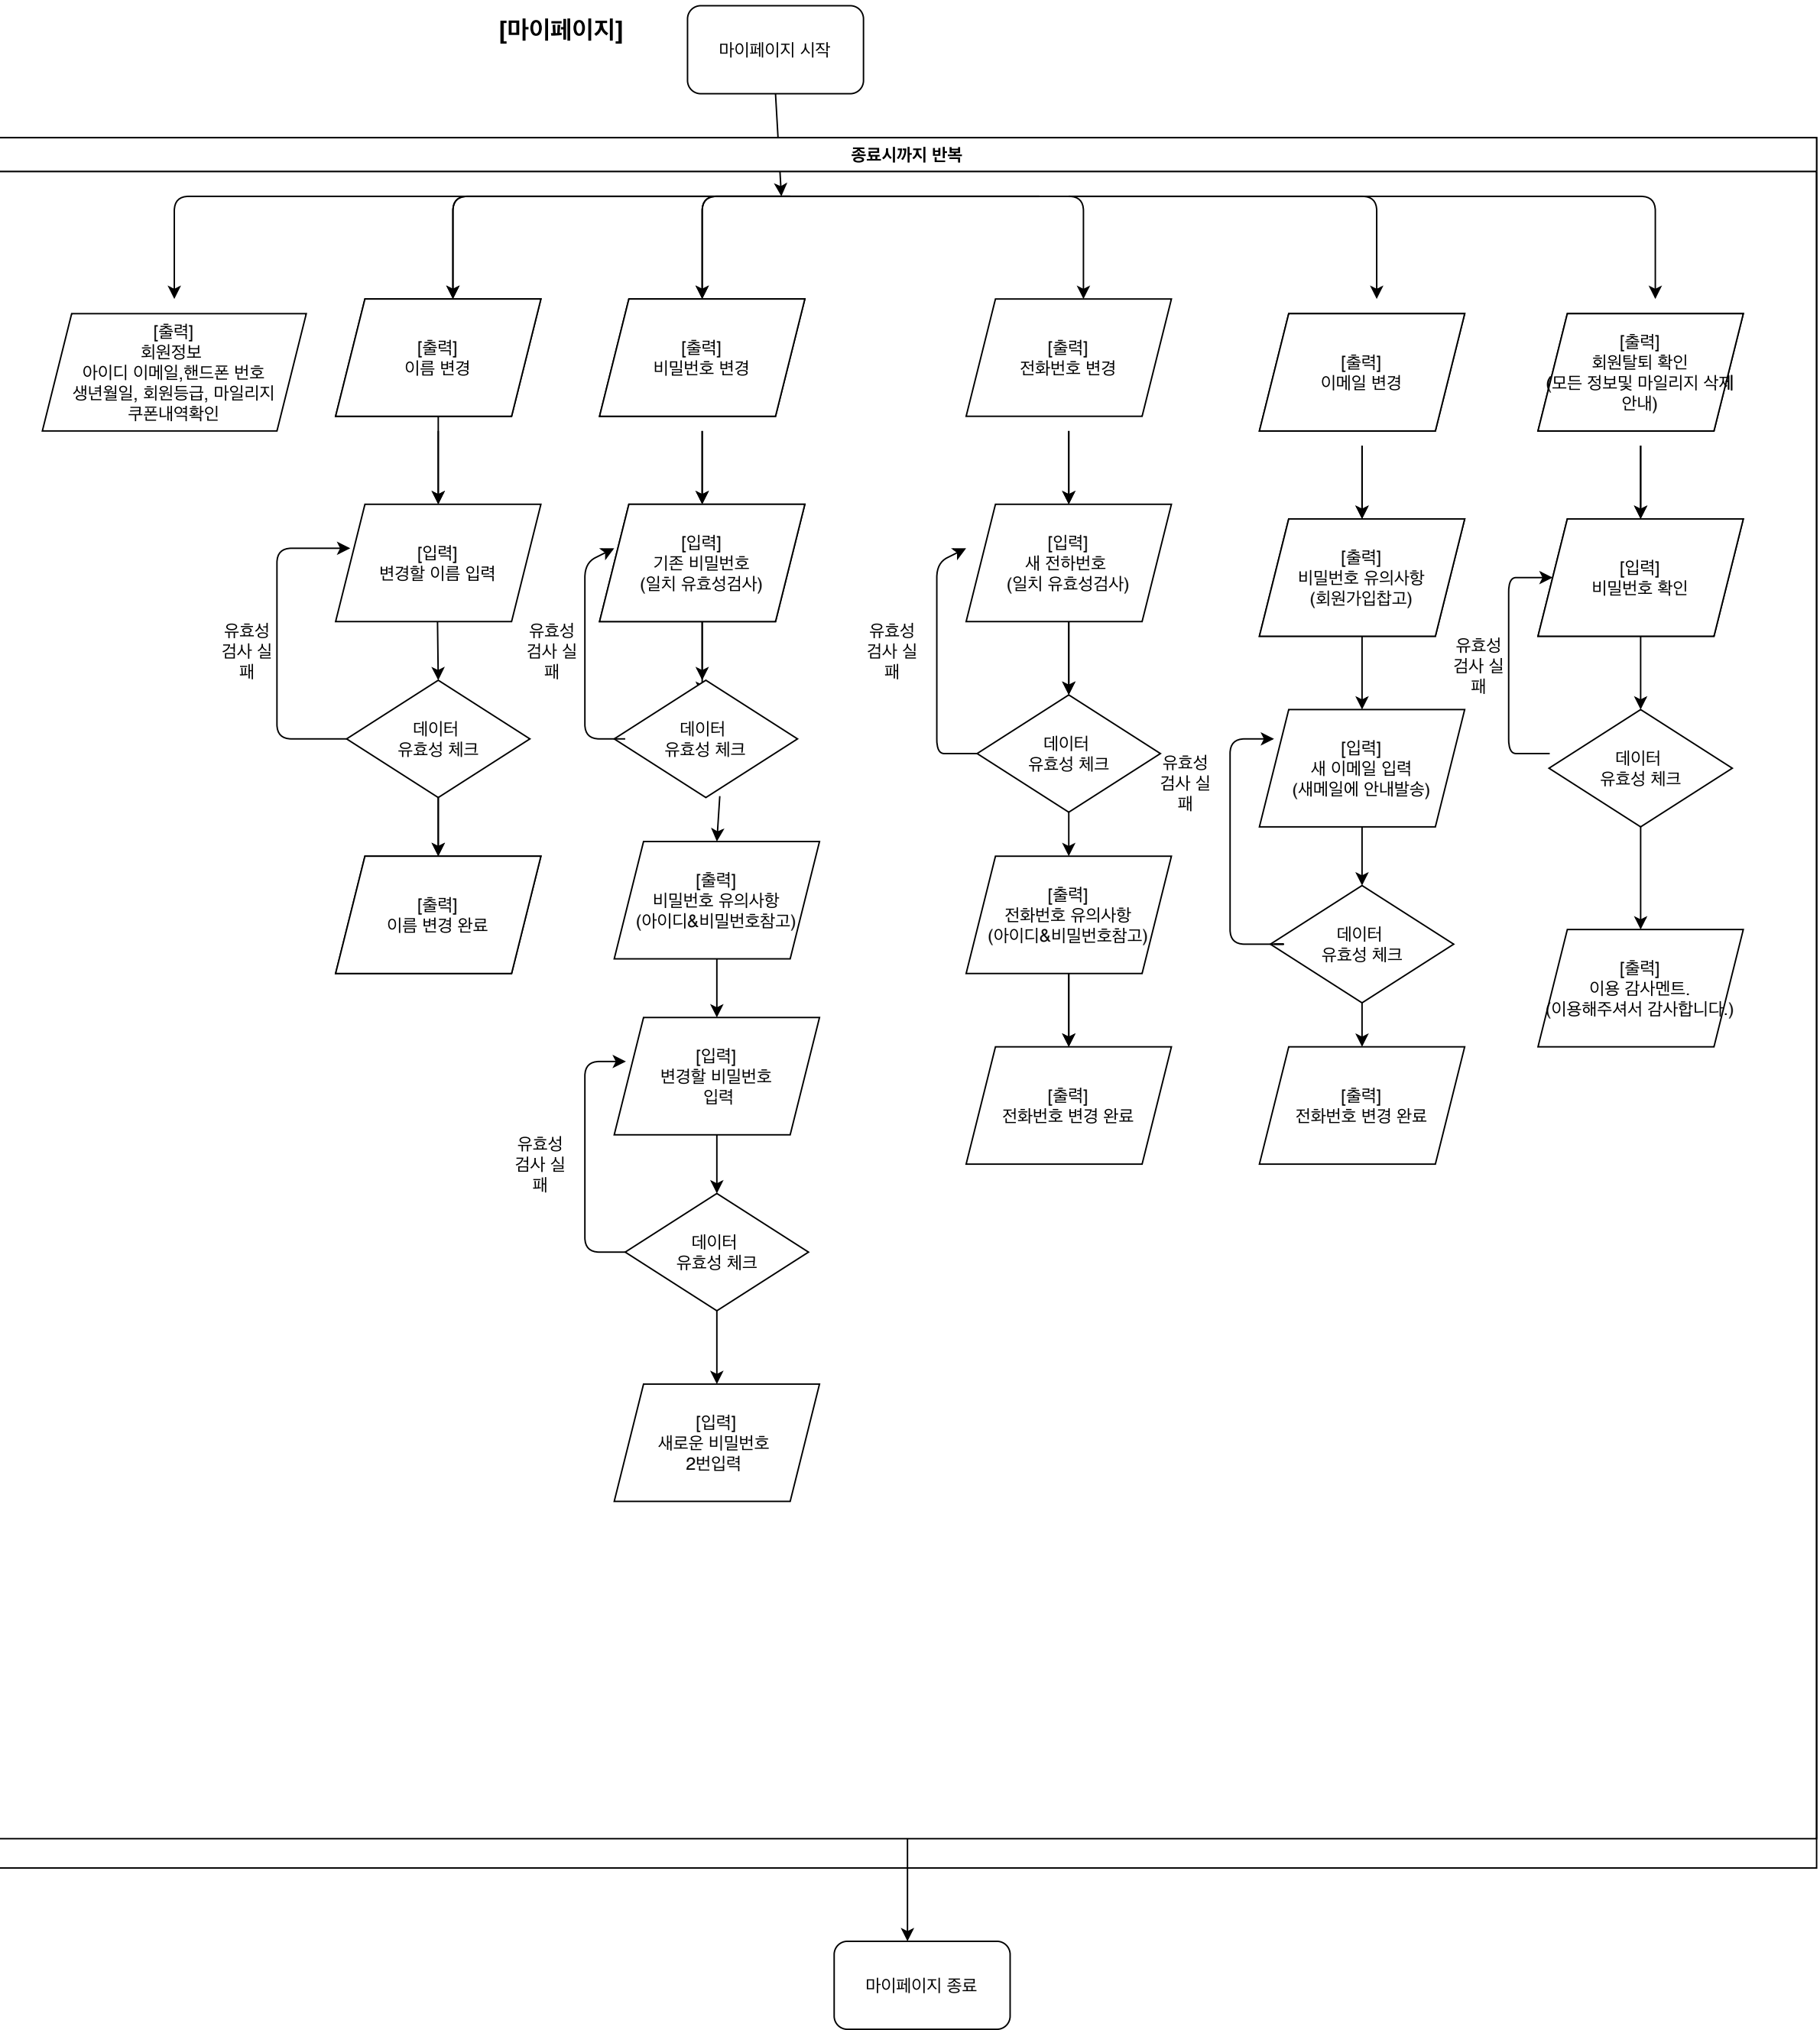 [마이페이지]
마이페이지 시작
종료시까지 반복
[출력]
회원정보
아이디 이메일,핸드폰 번호
생년월일, 회원등급, 마일리지
쿠폰내역확인
[출력]
이름 변경
[입력]
변경할 이름 입력
유효성
검사 실
패
데이터
유효성 체크
[출력]
이름 변경 완료
[출력]
비밀번호 변경
[입력]
기존 비밀번호
(일치 유효성검사)
유효성
검사 실
패
데이터
유효성 체크
[출력]
비밀번호 유의사항
(아이디&비밀번호참고)
[입력]
변경할 비밀번호
입력
유효성
검사 실
패
데이터
유효성 체크
[입력]
새로운 비밀번호
2번입력
[출력]
전화번호 변경
[입력]
새 전하번호
(일치 유효성검사)
유효성
검사 실
패
데이터
유효성 체크
[출력]
전화번호 유의사항
(아이디&비밀번호참고)
[출력]
전화번호 변경 완료
[출력]
이메일 변경
[출력]
비밀번호 유의사항
(회원가입찹고)
[입력]
새 이메일 입력
(새메일에 안내발송)
유효성
검사 실
패
데이터
유효성 체크
[출력]
전화번호 변경 완료
[출력]
회원탈퇴 확인
(모든 정보및 마일리지 삭제
안내)
[입력]
비밀번호 확인
유효성
검사 실
패
데이터
유효성 체크
[출력]
이용 감사멘트.
(이용해주셔서 감사합니다.)
마이페이지 종료